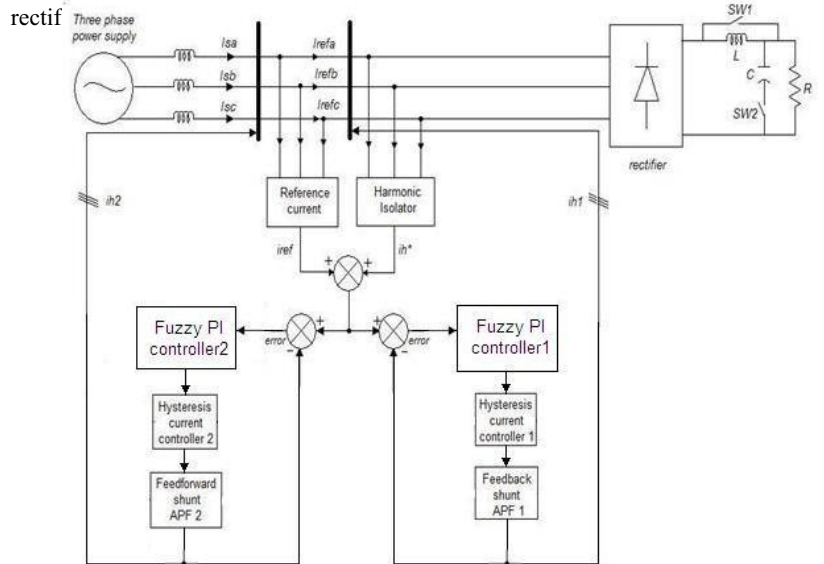 rectif
Three phase
power supply
Isa
Irefa
Isb
Irefb
Isc
Irefc
SW1
L
C
R
SW2
rectifier
ih2
Reference
current
Harmonic
Isolator
ih1
iref
ih*
+
+
Fuzzy PI
controller2
error
+
−
+
−
error
Fuzzy PI
controller1
Hysteresis
current
controller 2
Hysteresis
current
controller 1
Feedforward
shunt
APF 2
Feedback
shunt
APF 1